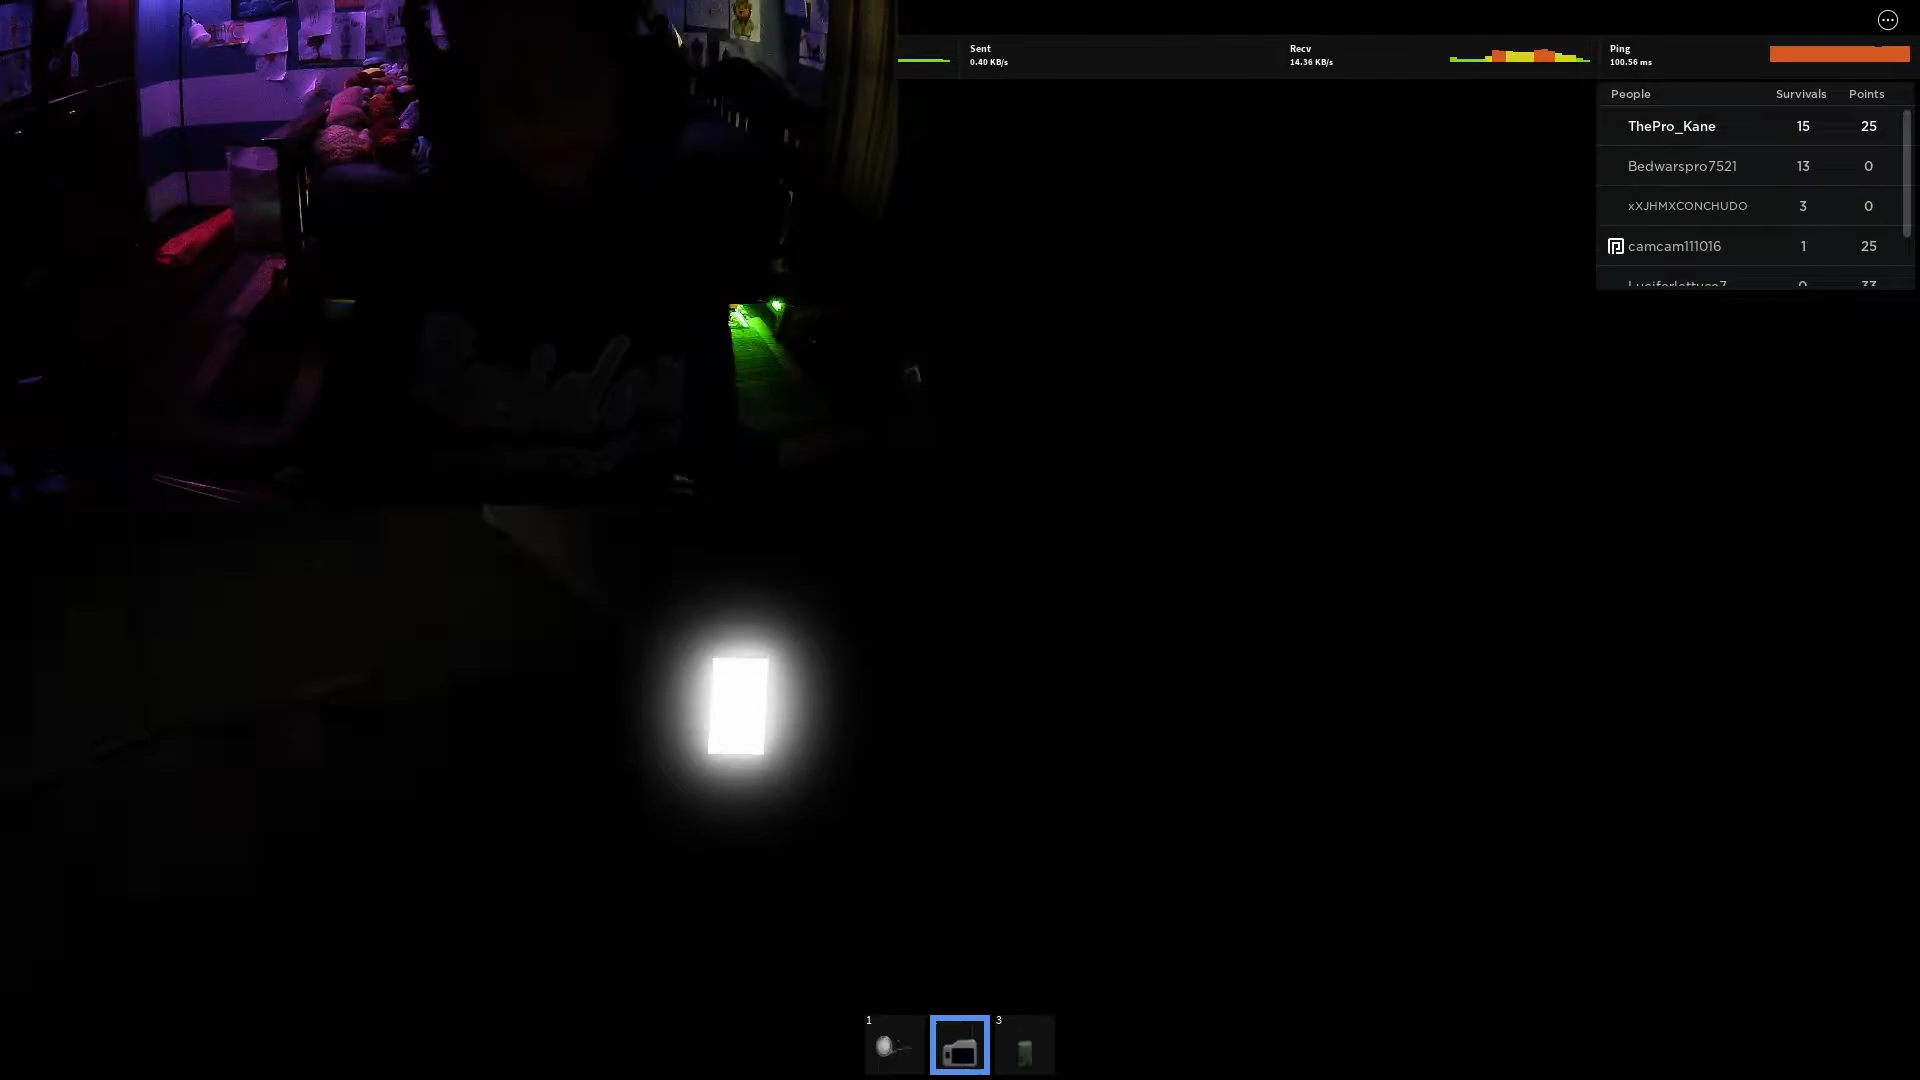 Sent
0.40 KB/s
Recv
14.36 KB/s
Ping
100.56 ms
People Survivals Points
ThePro_Kane 15 25
Bedwarspro7521 13 0
xXJHMXCONCHUDO 3 0
camcam111016 1 25
1
3